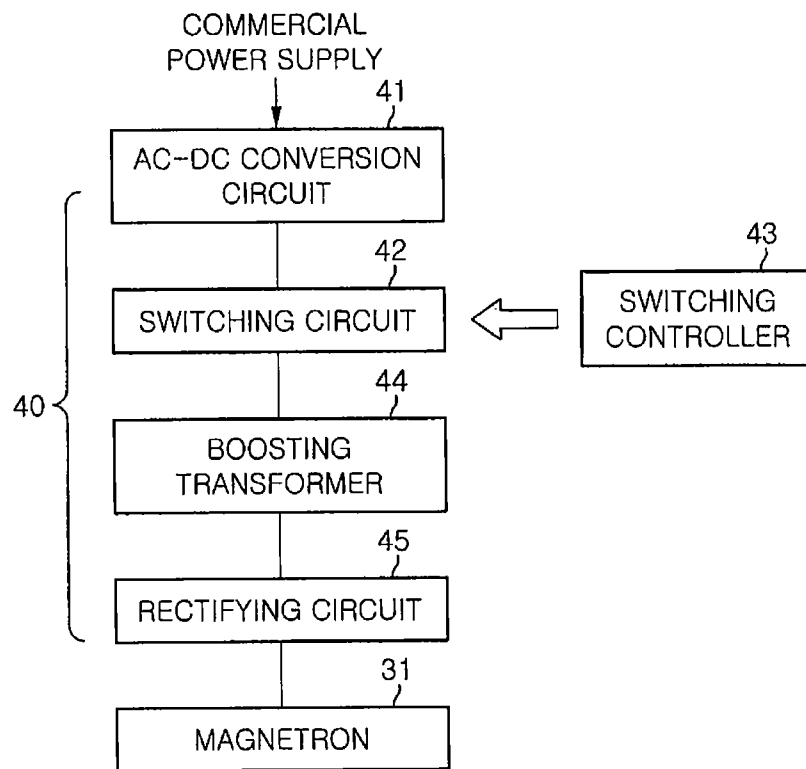 COMMERCIAL
POWER SUPPLY
41
AC-DC CONVERSION
CIRCUIT
42
SWITCHING CIRCUIT
43
SWITCHING
CONTROLLER
40
44
BOOSTING
TRANSFORMER
45
RECTIFYING CIRCUIT
31
MAGNETRON